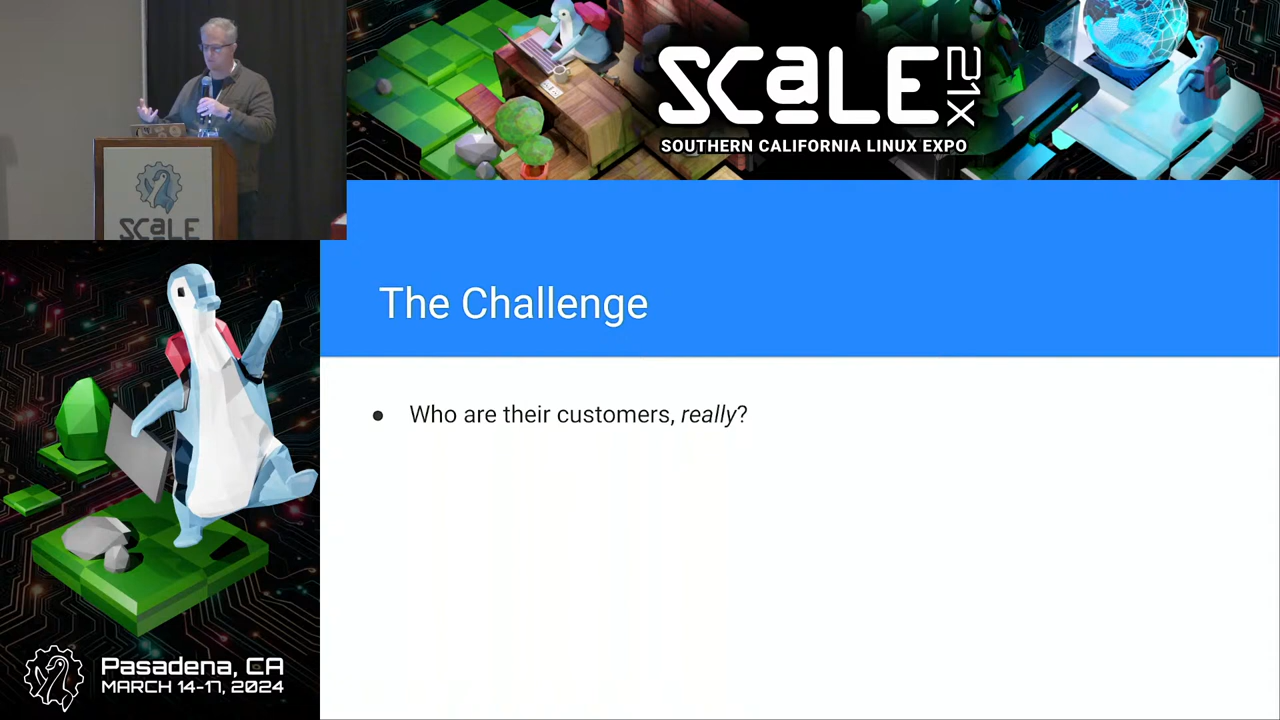 SCALE
SCALE 21X
SOUTHERN CALIFORNIA LINUX EXPO
The Challenge
● Who are their customers, really?
Pasadena, CA
MARCH 14-17, 2024